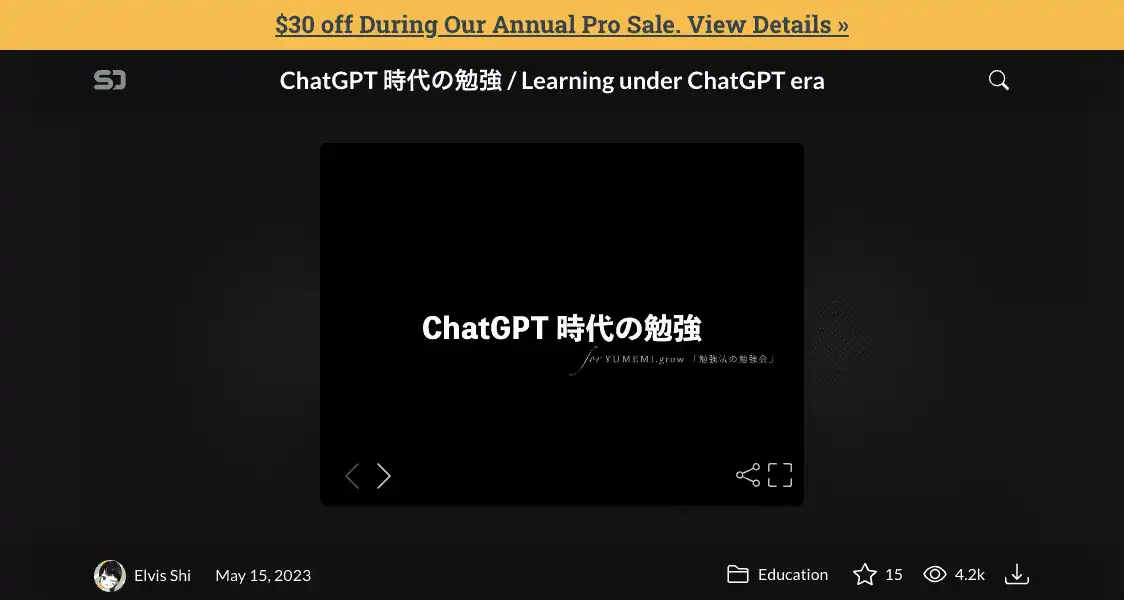 $30 off During Our Annual Pro Sale. View Details »
SD
ChatGPT 時代の勉強 / Learning under ChatGPT era
ChatGPT 時代の勉強
for YUMEMI.grow 「勉強法の勉強会」
Elvis Shi
May 15, 2023
Education
15
4.2k